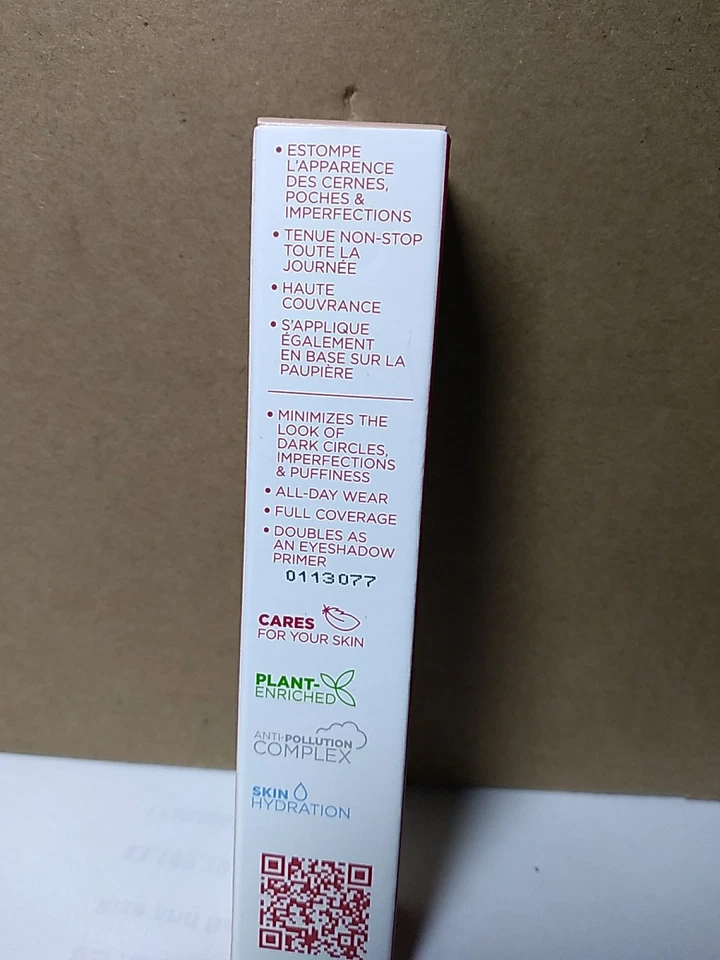 • ESTOMPE
L'APPARENCE
DES CERNES,
POCHES &
IMPERFECTIONS
• TENUE NON-STOP
TOUTE LA
JOURNÉE
• HAUTE
COUVRANCE
• S'APPLIQUE
ÉGALEMENT
EN BASE SUR LA
PAUPIÈRE
• MINIMIZES THE
LOOK OF
DARK CIRCLES,
IMPERFECTIONS
& PUFFINESS
• ALL-DAY WEAR
• FULL COVERAGE
• DOUBLES AS
AN EYESHADOW
PRIMER
0113077
CARES
FOR YOUR SKIN
PLANT-
ENRICHED
ANTI-POLLUTION
COMPLEX
SKIN
HYDRATION